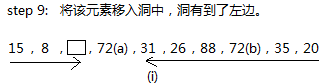 step 9: 将该元素移入洞中，洞有到了左边。
15 , 8 , , 72(a) , 31 , 26 , 88 , 72(b) , 35 , 20
(i)